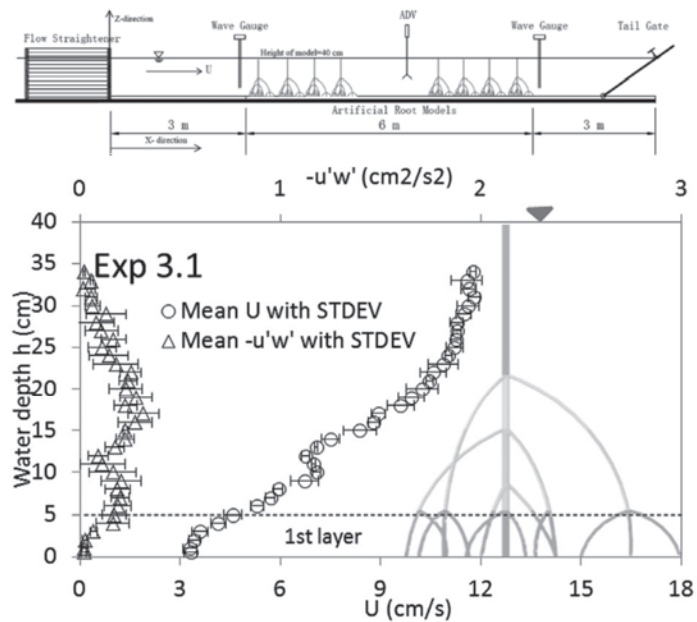 Z-direction
ADV
Wave Gauge
Wave Gauge
Tail Gate
Flow Straightener
Height of model=40 cm
U
Artificial Root Models
3 m
6 m
3 m
X- direction
-u'w' (cm2/s2)
0 1 2 3
40
35
30
25
20
15
10
5
0
Water depth h (cm)
Exp 3.1
Mean U with STDEV
Mean -u'w' with STDEV
1st layer
0 3 6 9 12 15 18
U (cm/s)